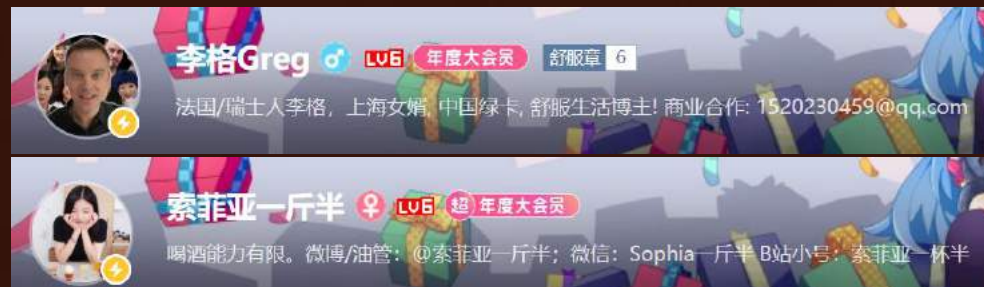 李格Greg LV6 年度大会员 舒服章 6
法国/瑞士人李格，上海女婿, 中国绿卡, 舒服生活博主! 商业合作: 1520230459@qq.com
索菲亚一斤半 LV6 超 年度大会员
喝酒能力有限。微博/油管：@索菲亚一斤半；微信：Sophia一斤半 B站小号：索菲亚一杯半